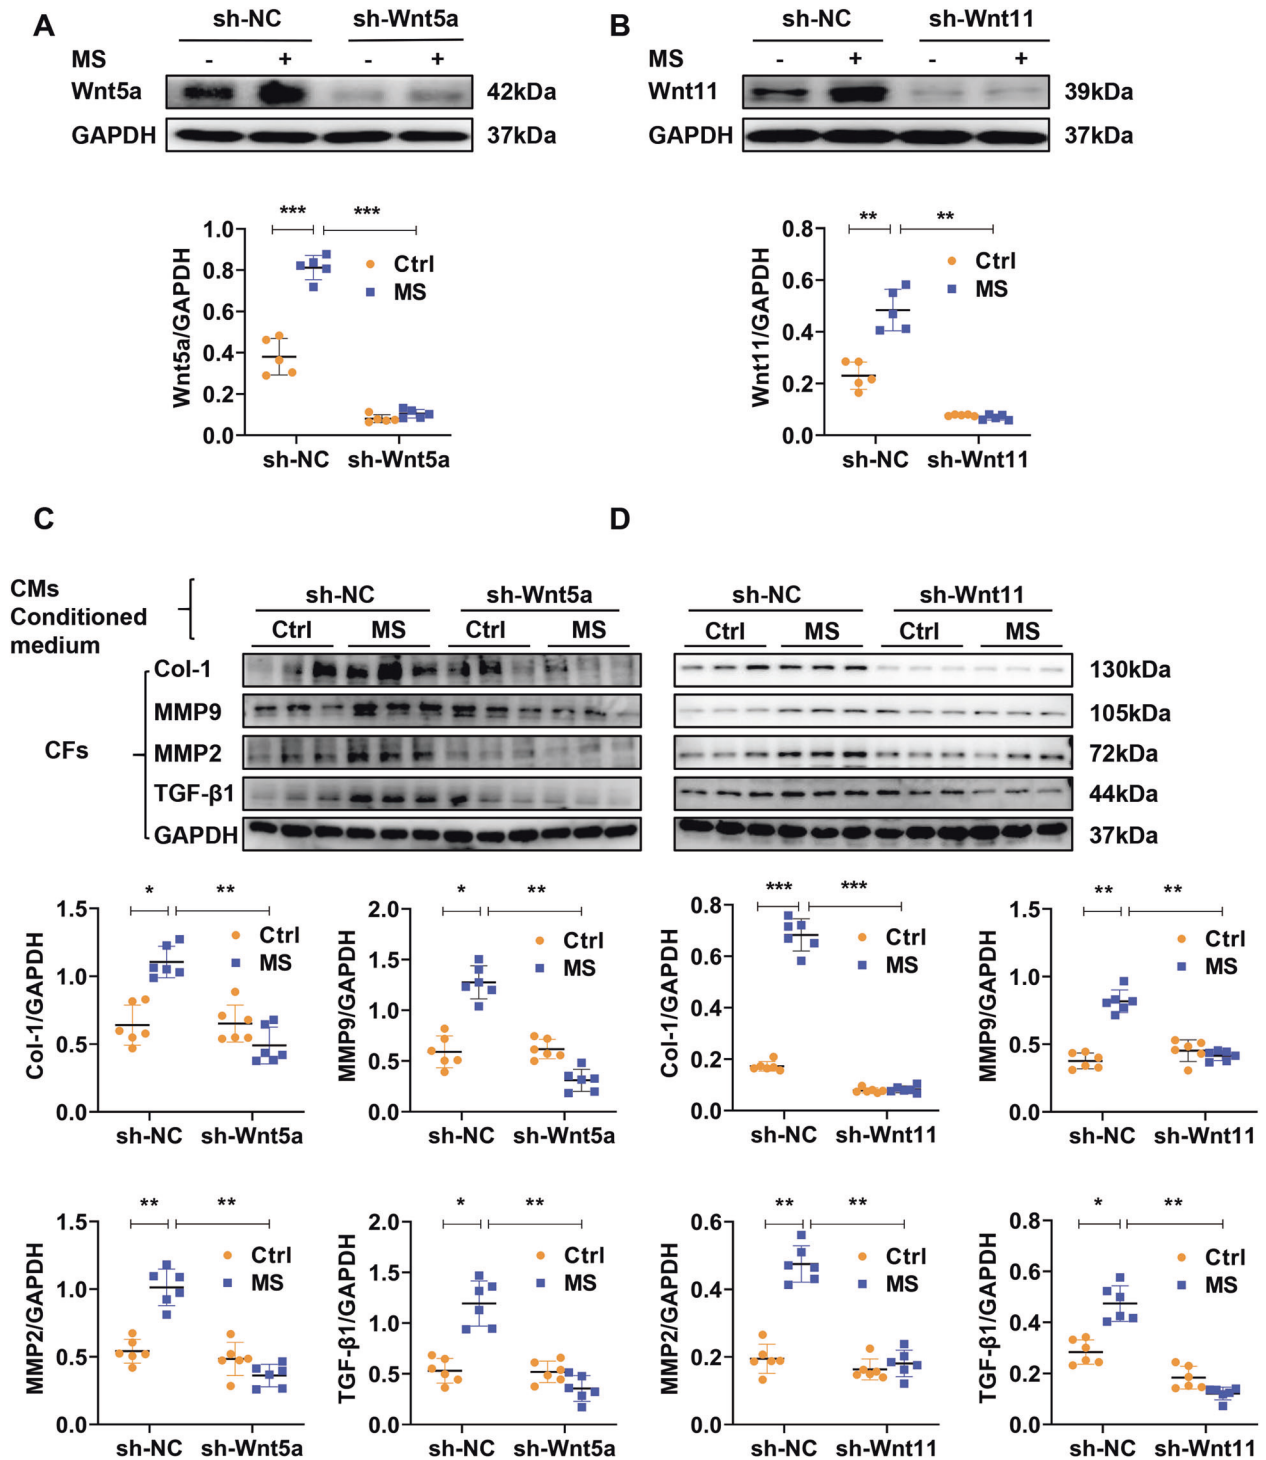 A
sh-NC sh-Wnt5a
MS - + - +
Wnt5a 42kDa
GAPDH 37kDa
*** ***
1.0
0.8
0.6
0.4
0.2
0.0
Wnt5a/GAPDH
Ctrl
MS
sh-NC sh-Wnt5a
B
sh-NC sh-Wnt11
MS - + - +
Wnt11 39kDa
GAPDH 37kDa
** **
0.8
0.6
0.4
0.2
0.0
Wnt11/GAPDH
Ctrl
MS
sh-NC sh-Wnt11
C
CMs
Conditioned
medium
sh-NC sh-Wnt5a
Ctrl MS Ctrl MS
CFs
Col-1
MMP9
MMP2
TGF-β1
GAPDH
D
sh-NC sh-Wnt11
Ctrl MS Ctrl MS
130kDa
105kDa
72kDa
44kDa
37kDa
* **
1.5
1.0
0.5
0.0
Col-1/GAPDH
Ctrl
MS
sh-NC sh-Wnt5a
* **
2.0
1.5
1.0
0.5
0.0
MMP9/GAPDH
Ctrl
MS
sh-NC sh-Wnt5a
*** ***
0.8
0.6
0.4
0.2
0.0
Col-1/GAPDH
Ctrl
MS
sh-NC sh-Wnt11
** **
1.5
1.0
0.5
0.0
MMP9/GAPDH
Ctrl
MS
sh-NC sh-Wnt11
** **
1.5
1.0
0.5
0.0
MMP2/GAPDH
Ctrl
MS
sh-NC sh-Wnt5a
* **
2.0
1.5
1.0
0.5
0.0
TGF-β1/GAPDH
Ctrl
MS
sh-NC sh-Wnt5a
** **
0.6
0.4
0.2
0.0
MMP2/GAPDH
Ctrl
MS
sh-NC sh-Wnt11
* **
0.8
0.6
0.4
0.2
0.0
TGF-β1/GAPDH
Ctrl
MS
sh-NC sh-Wnt11